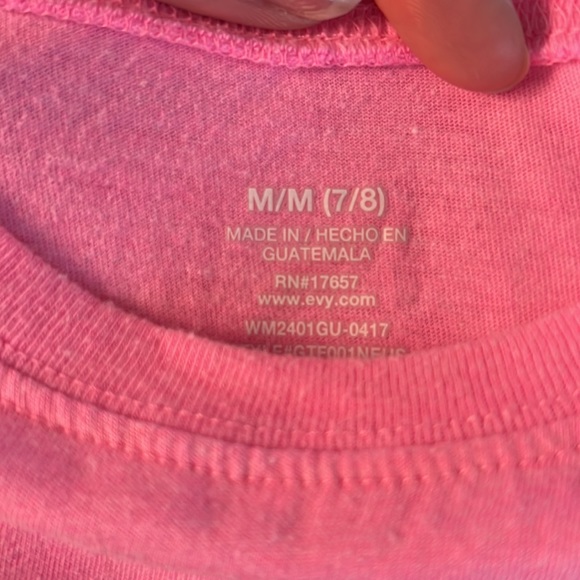 M/M (7/8)
MADE IN / HECHO EN
GUATEMALA
RN#17657
www.evy.com
WM2401GU-0417